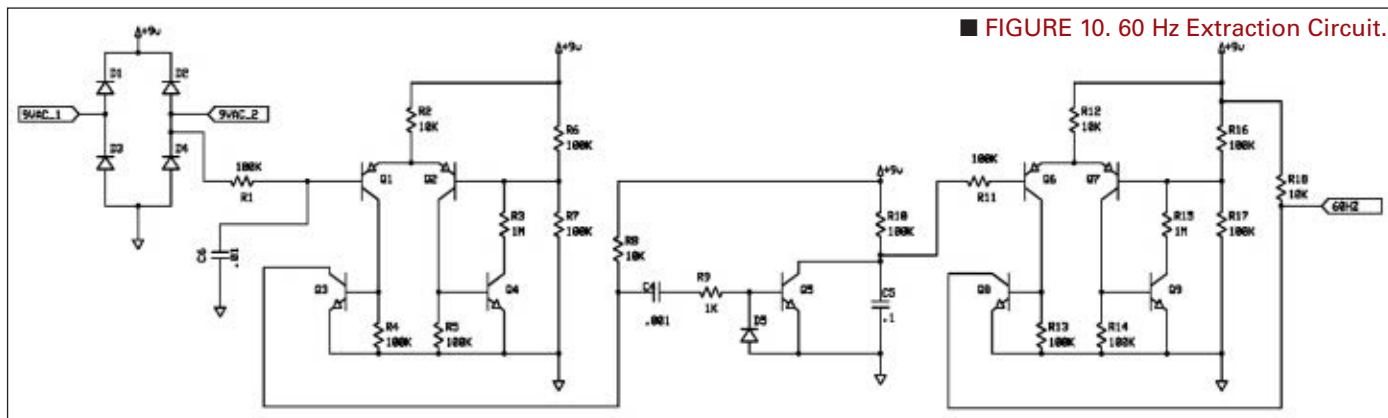 ■ FIGURE 10. 60 Hz Extraction Circuit.
+9v
D1
D2
9VAC_1
9VAC_2
D3
D4
100K
R1
C6
.01
+9v
R2
10K
R6
100K
Q1
Q2
R3
1M
R7
100K
Q3
Q4
R4
100K
R5
100K
R8
10K
C4
.001
R9
1K
D5
+9v
R10
100K
Q5
C5
.1
100K
R11
+9v
R12
10K
R16
100K
Q6
Q7
R18
10K
60HZ
R15
1M
R17
100K
Q8
Q9
R13
100K
R14
100K